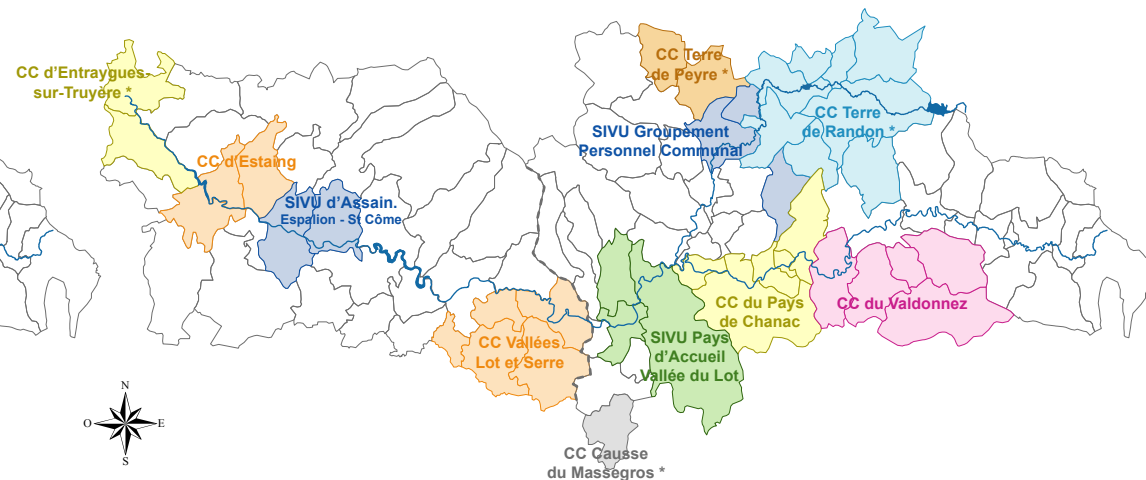 CC d'Entraygues-
sur-Truyère *
CC d'Estaing
SIVU d'Assain.
Espalion - St Côme
CC Terre
de Peyre *
SIVU Groupement
Personnel Communal
CC Terre
de Randon *
CC du Pays
de Chanac
CC du Valdonnez
SIVU Pays
d'Accueil
Vallée du Lot
CC Vallées
Lot et Serre
CC Causse
du Massegros *
N
O
E
S